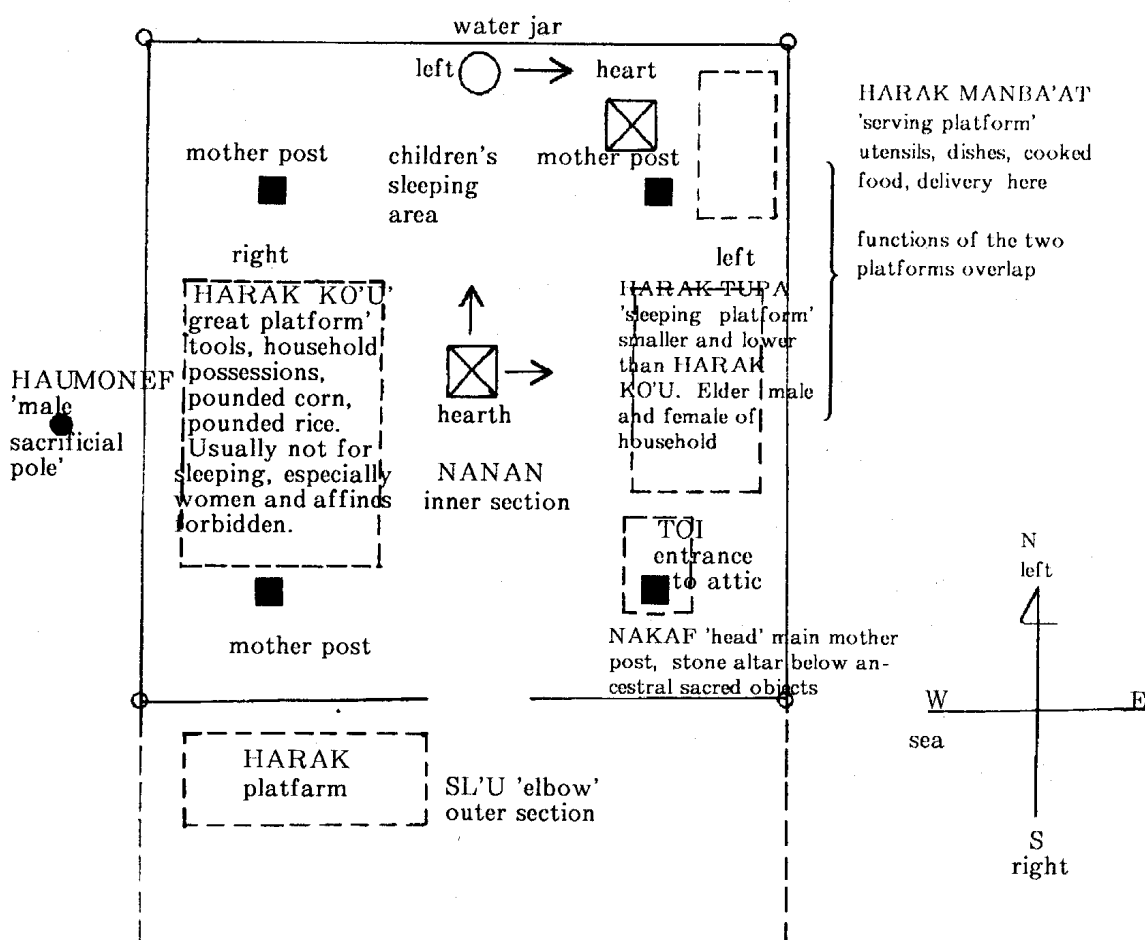 water jar
left
heart
HARAK MANBA'AT
'serving platform'
utensils, dishes, cooked
food, delivery here
functions of the two
platforms overlap
mother post
children's
sleeping
area
mother post
right
left
HARAK KO'U'
great platform'
tools, household
possessions,
pounded corn,
pounded rice.
Usually not for
sleeping, especially
women and affines
forbidden.
HARAK TUPA
'sleeping platform'
smaller and lower
than HARAK
KO'U. Elder male
and female of
household
HAUMONEF
'male
sacrificial
pole'
hearth
NANAN
inner section
TOI
entrance
to attic
mother post
NAKAF 'head' main mother
post, stone altar below an-
cestral sacred objects
HARAK
platfarm
SL'U 'elbow'
outer section
N
left
W
E
sea
S
right